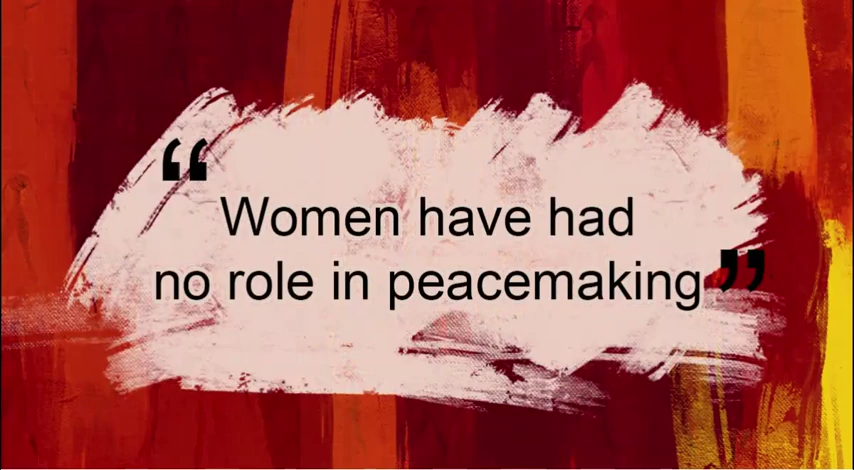 “ Women have had
no role in peacemaking ”